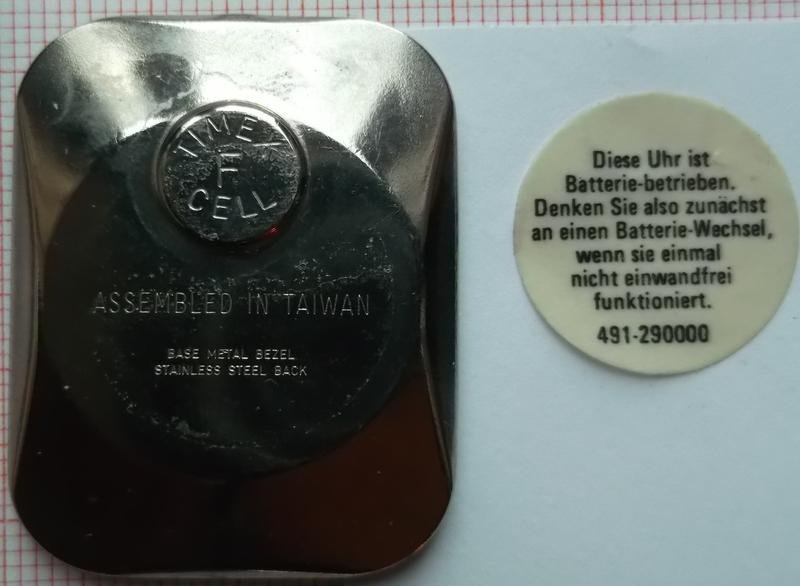 TIMEX
F
CELL
ASSEMBLED IN TAIWAN
BASE METAL BEZEL
STAINLESS STEEL BACK
Diese Uhr ist
Batterie-betrieben.
Denken Sie also zunächst
an einen Batterie-Wechsel,
wenn sie einmal
nicht einwandfrei
funktioniert.
491-290000